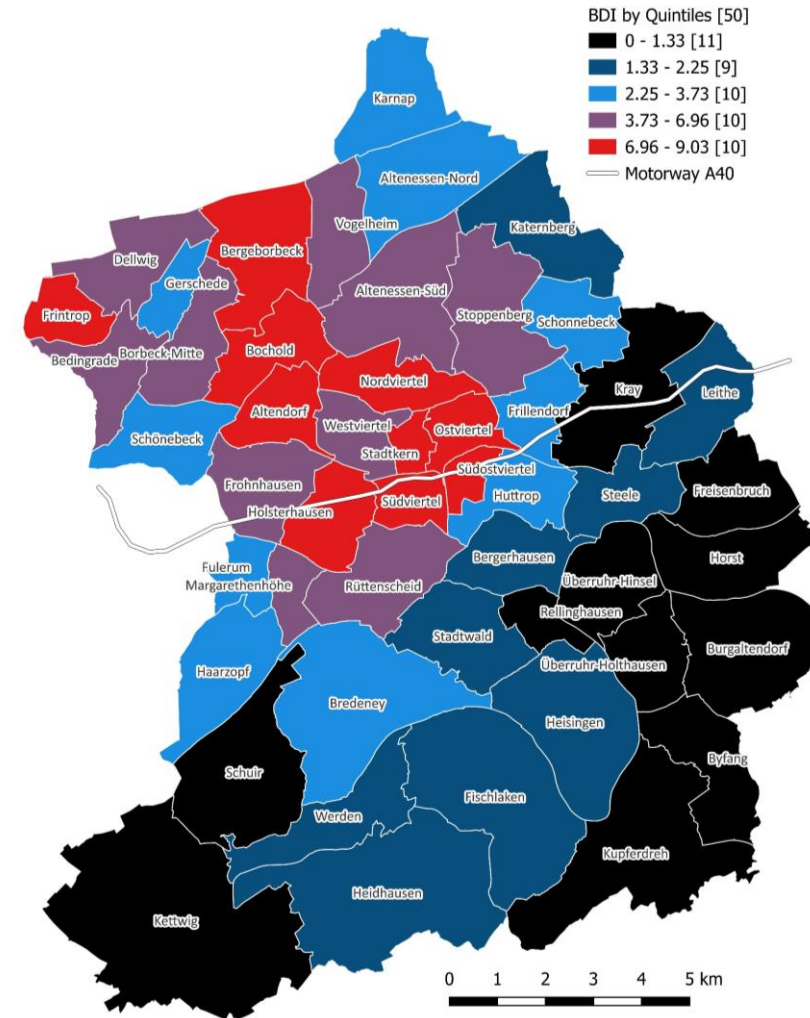 BDI by Quintiles [50]
0 - 1.33 [11]
1.33 - 2.25 [9]
2.25 - 3.73 [10]
3.73 - 6.96 [10]
6.96 - 9.03 [10]
Motorway A40
Karnap
Altenessen-Nord
Katernberg
Vogelheim
Bergeborbeck
Dellwig
Gerschede
Altenessen-Süd
Stoppenberg
Schonnebeck
Frintrop
Bedingrade
Borbeck-Mitte
Bochold
Nordviertel
Kray
Leithe
Altendorf
Frillendorf
Westviertel
Ostviertel
Schönebeck
Stadtkern
Südostviertel
Frohnhausen
Huttrop
Steele
Freisenbruch
Holsterhausen
Südviertel
Bergerhausen
Horst
Fulerum
Margarethenhöhe
Rüttenscheid
Überruhr-Hinsel
Rellinghausen
Stadtwald
Burgaltendorf
Haarzopf
Überruhr-Holthausen
Bredeney
Heisingen
Byfang
Schuir
Fischlaken
Werden
Kupferdreh
Heidhausen
Kettwig
0 1 2 3 4 5 km